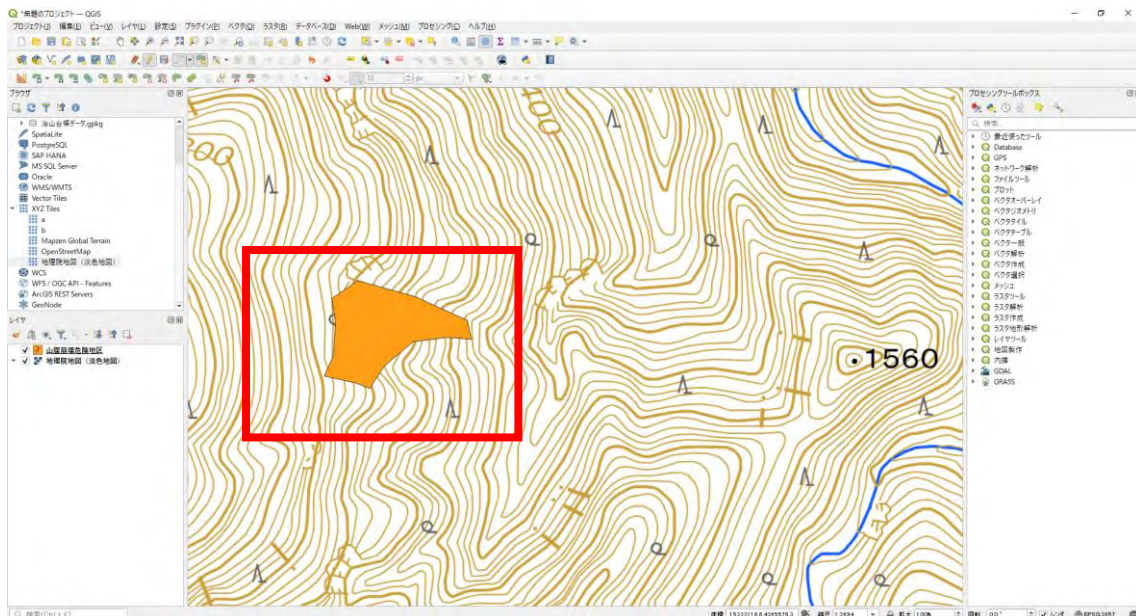 *無題のプロジェクト — QGIS
プロジェクト(J) 編集(E) ビュー(V) レイヤ(L) 設定(S) プラグイン(P) ベクタ(O) ラスタ(R) データベース(D) Web(W) メッシュ(M) プロセシング(C) ヘルプ(H)
px
ブラウザ
治山台帳データ.gpkg
SpatiaLite
PostgreSQL
SAP HANA
MS SQL Server
Oracle
WMS/WMTS
Vector Tiles
XYZ Tiles
a
b
Mapzen Global Terrain
OpenStreetMap
地理院地図（淡色地図）
WCS
WFS / OGC API - Features
ArcGIS REST Servers
GeoNode
レイヤ
山腹崩壊危険地区
地理院地図（淡色地図）
1560
プロセシングツールボックス
検索...
最近使ったツール
Database
GPS
ネットワーク解析
ファイルツール
プロット
ベクタオーバーレイ
ベクタジオメトリ
ベクタタイル
ベクタテーブル
ベクタ一般
ベクタ解析
ベクタ作成
ベクタ選択
メッシュ
ラスタツール
ラスタ解析
ラスタ作成
ラスタ地形解析
レイヤツール
地図製作
内挿
GDAL
GRASS